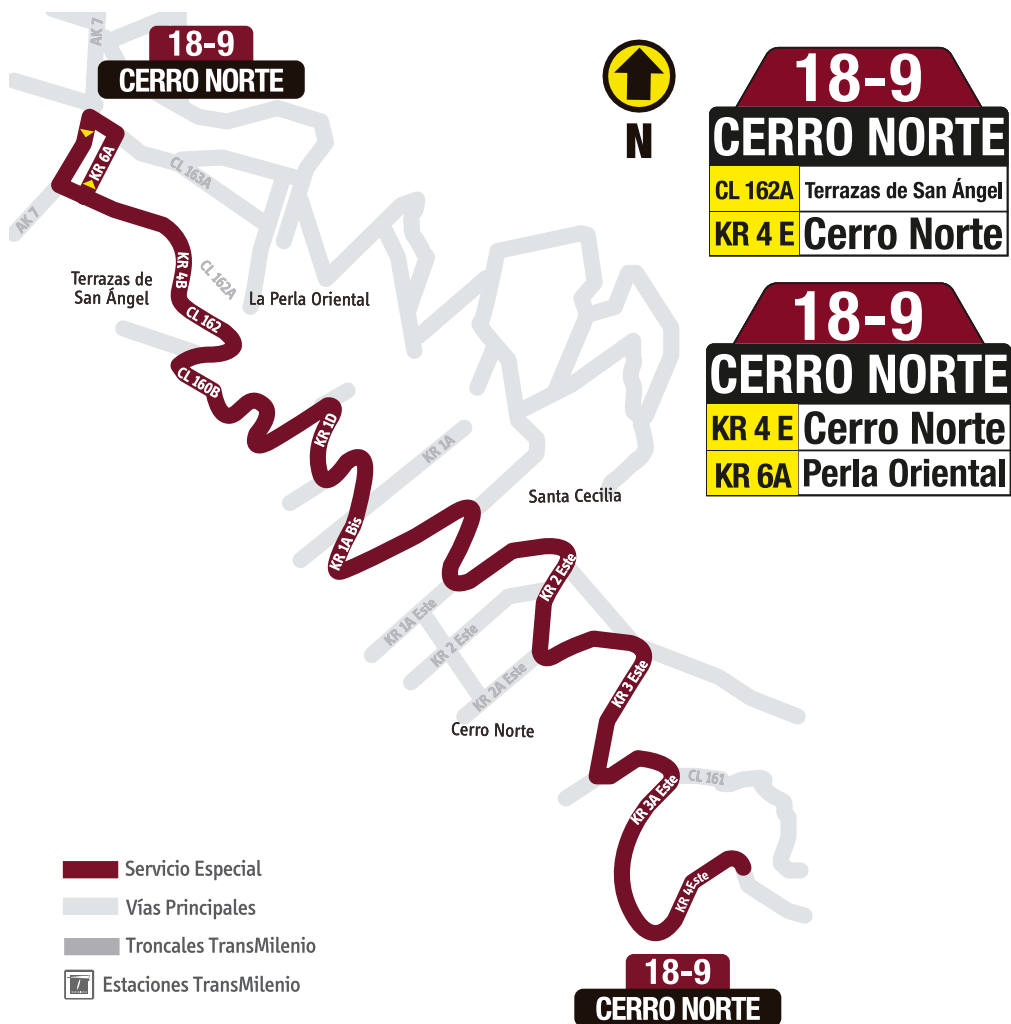 AK 7
18-9
CERRO NORTE
N
18-9
CERRO NORTE
CL 162A Terrazas de San Ángel
KR 4 E Cerro Norte
18-9
CERRO NORTE
KR 4 E Cerro Norte
KR 6A Perla Oriental
KR 6A
CL 163A
AK 7
KR 4B
CL 162A
Terrazas de
San Ángel
La Perla Oriental
CL 162
CL 160B
KR 1D
KR 1A
Santa Cecilia
KR 1A Bis
KR 2 Este
KR 1A Este
KR 2 Este
KR 2A Este
KR 3 Este
Cerro Norte
CL 161
KR 3A Este
KR 4Este
Servicio Especial
Vías Principales
Troncales TransMilenio
Estaciones TransMilenio
18-9
CERRO NORTE